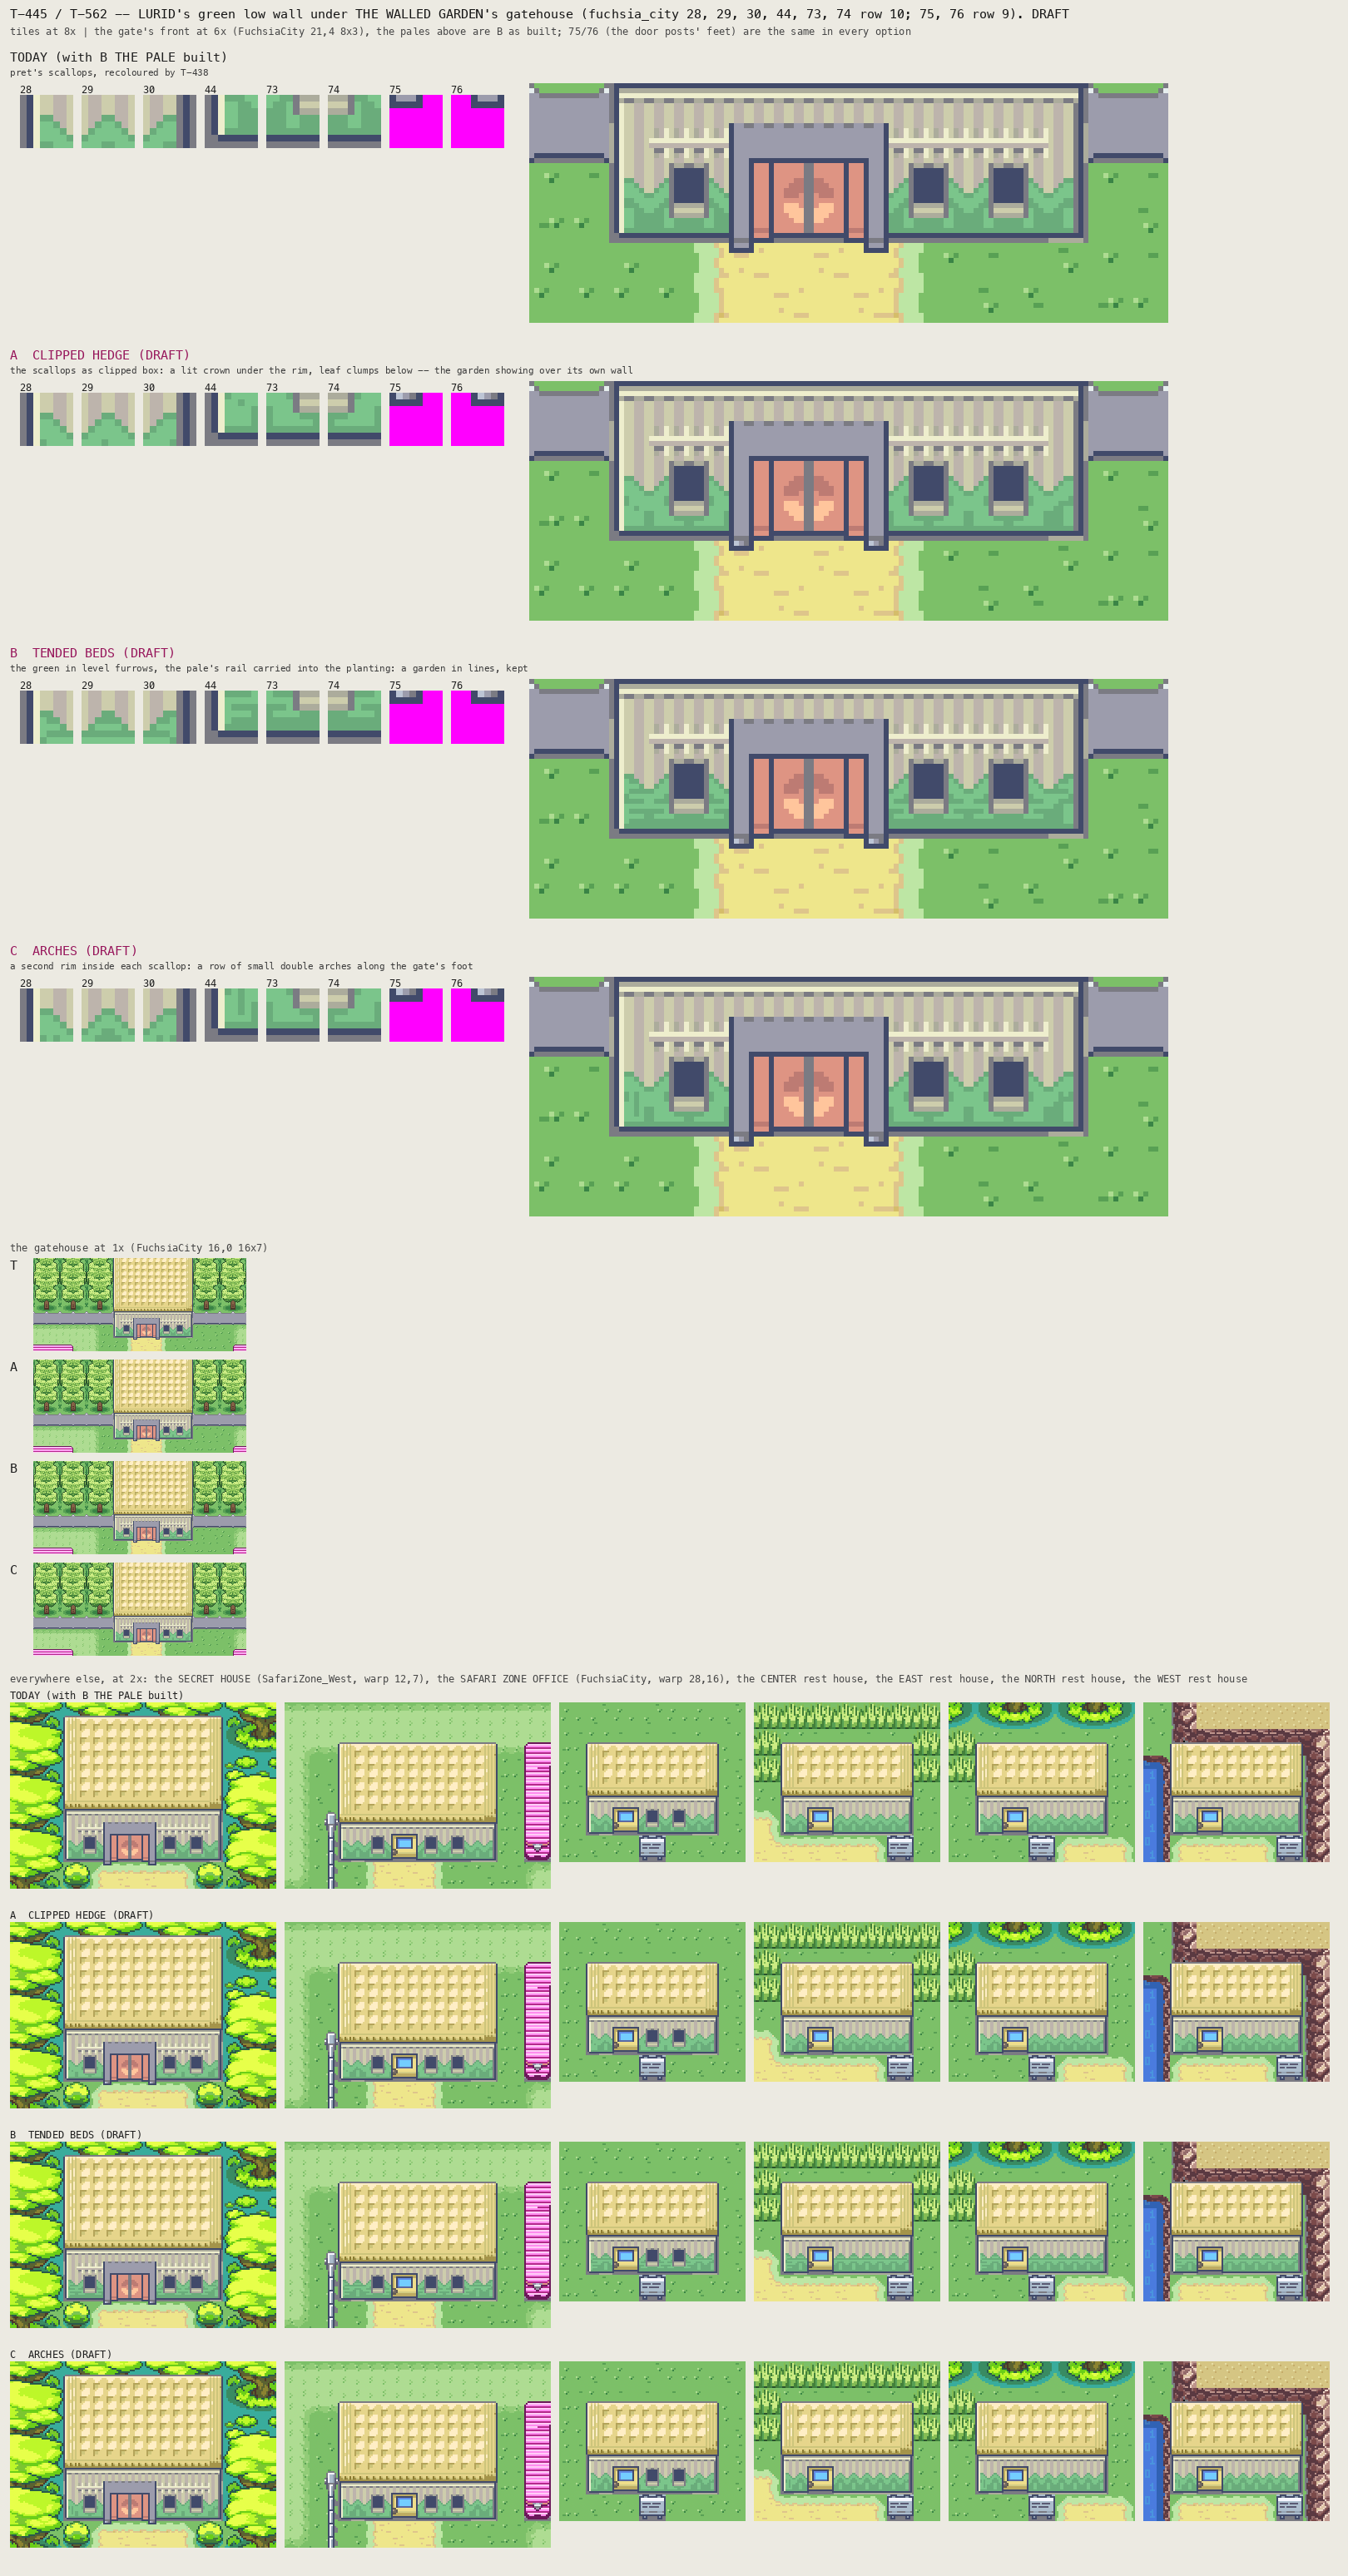 T-445 / T-562 -- LURID's green low wall under THE WALLED GARDEN's gatehouse (fuchsia_city 28, 29, 30, 44, 73, 74 row 10; 75, 76 row 9). DRAFT
tiles at 8x | the gate's front at 6x (FuchsiaCity 21,4 8x3), the pales above are B as built; 75/76 (the door posts' feet) are the same in every option
TODAY (with B THE PALE built)
pret's scallops, recoloured by T-438
28 29 30 44 73 74 75 76
A CLIPPED HEDGE (DRAFT)
the scallops as clipped box: a lit crown under the rim, leaf clumps below -- the garden showing over its own wall
28 29 30 44 73 74 75 76
B TENDED BEDS (DRAFT)
the green in level furrows, the pale's rail carried into the planting: a garden in lines, kept
28 29 30 44 73 74 75 76
C ARCHES (DRAFT)
a second rim inside each scallop: a row of small double arches along the gate's foot
28 29 30 44 73 74 75 76
the gatehouse at 1x (FuchsiaCity 16,0 16x7)
T
A
B
C
everywhere else, at 2x: the SECRET HOUSE (SafariZone_West, warp 12,7), the SAFARI ZONE OFFICE (FuchsiaCity, warp 28,16), the CENTER rest house, the EAST rest house, the NORTH rest house, the WEST rest house
TODAY (with B THE PALE built)
A CLIPPED HEDGE (DRAFT)
B TENDED BEDS (DRAFT)
C ARCHES (DRAFT)